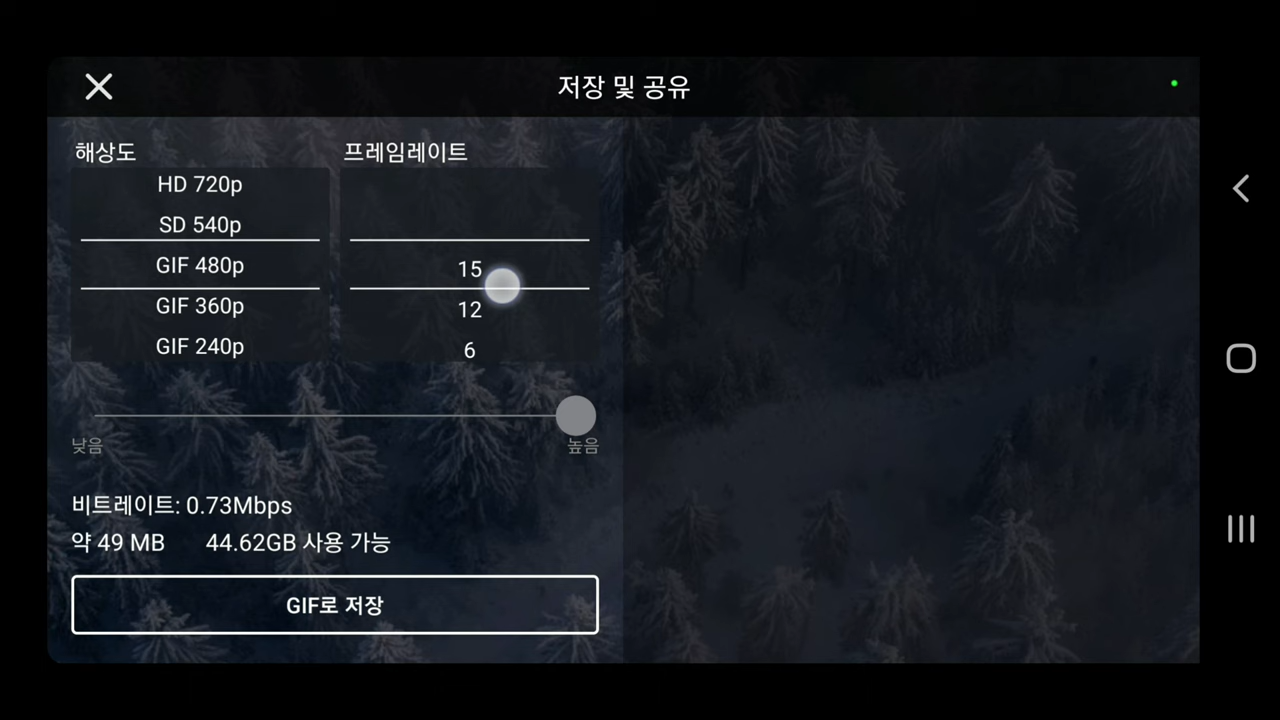 저장 및 공유
해상도
HD 720p
SD 540p
GIF 480p
GIF 360p
GIF 240p
프레임레이트
15
12
6
낮음
높음
비트레이트: 0.73Mbps
약 49 MB 44.62GB 사용 가능
GIF로 저장